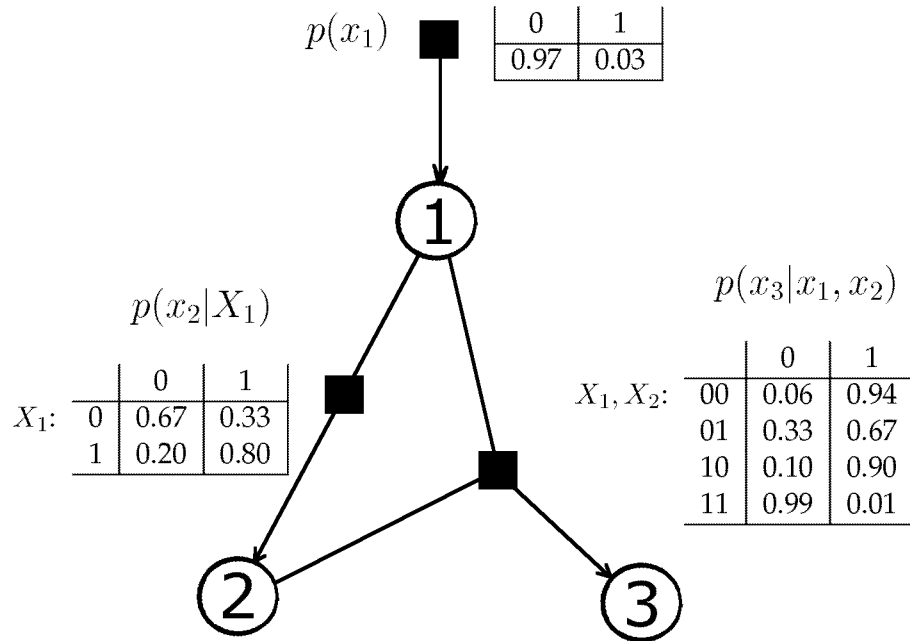 p(x₁)
0 1
0.97 0.03
1
p(x₂|X₁)
0 1
X₁: 0 0.67 0.33
1 0.20 0.80
p(x₃|x₁, x₂)
0 1
X₁, X₂: 00 0.06 0.94
01 0.33 0.67
10 0.10 0.90
11 0.99 0.01
2
3